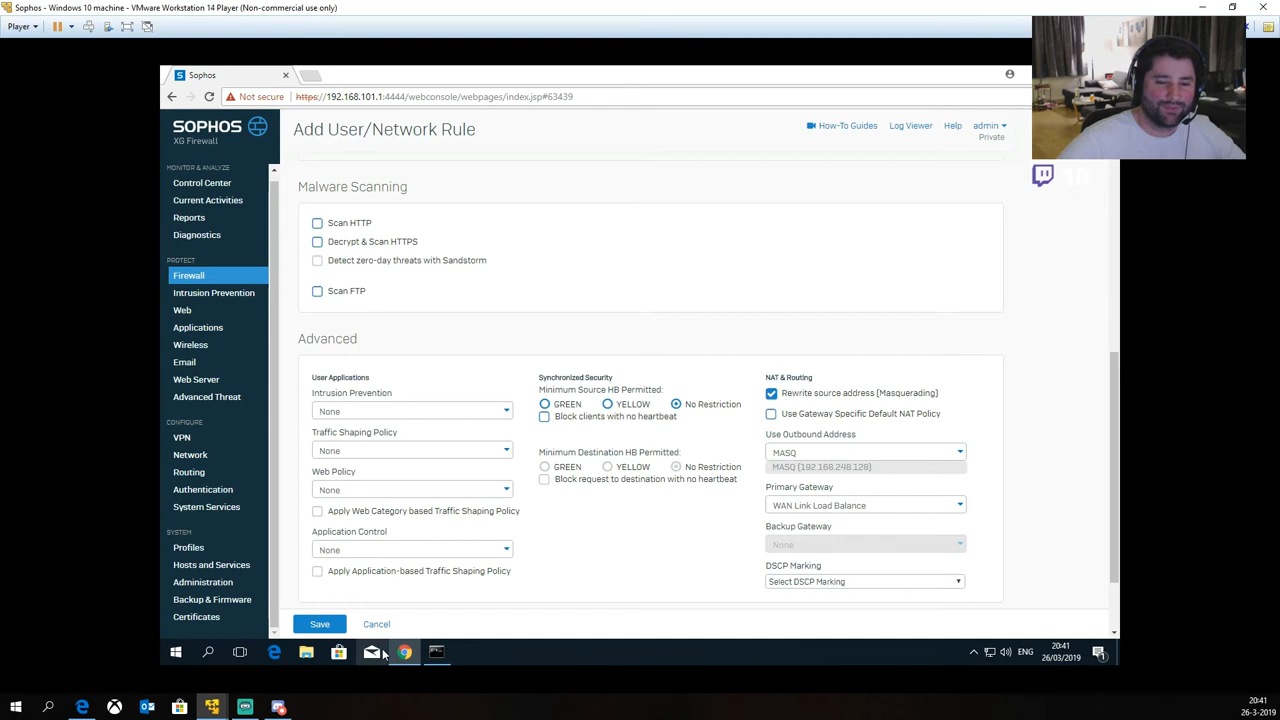 Sophos - Windows 10 machine - VMware Workstation 14 Player (Non-commercial use only)
Player
Sophos
Not secure
https://192.168.101.1:4444/webconsole/webpages/index.jsp#63439
SOPHOS
XG Firewall
Add User/Network Rule
How-To Guides
Log Viewer
Help
admin
Private
MONITOR & ANALYZE
Control Center
Current Activities
Reports
Diagnostics
PROTECT
Firewall
Intrusion Prevention
Web
Applications
Wireless
Email
Web Server
Advanced Threat
CONFIGURE
VPN
Network
Routing
Authentication
System Services
SYSTEM
Profiles
Hosts and Services
Administration
Backup & Firmware
Certificates
Malware Scanning
Scan HTTP
Decrypt & Scan HTTPS
Detect zero-day threats with Sandstorm
Scan FTP
Advanced
User Applications
Intrusion Prevention
None
Traffic Shaping Policy
None
Web Policy
None
Apply Web Category based Traffic Shaping Policy
Application Control
None
Apply Application-based Traffic Shaping Policy
Synchronized Security
Minimum Source HB Permitted:
GREEN YELLOW No Restriction
Block clients with no heartbeat
Minimum Destination HB Permitted:
GREEN YELLOW No Restriction
Block request to destination with no heartbeat
NAT & Routing
Rewrite source address (Masquerading)
Use Gateway Specific Default NAT Policy
Use Outbound Address
MASQ
MASQ (192.168.248.128)
Primary Gateway
WAN Link Load Balance
Backup Gateway
None
DSCP Marking
Select DSCP Marking
Save
Cancel
ENG
20:41
26/03/2019
20:41
26-3-2019